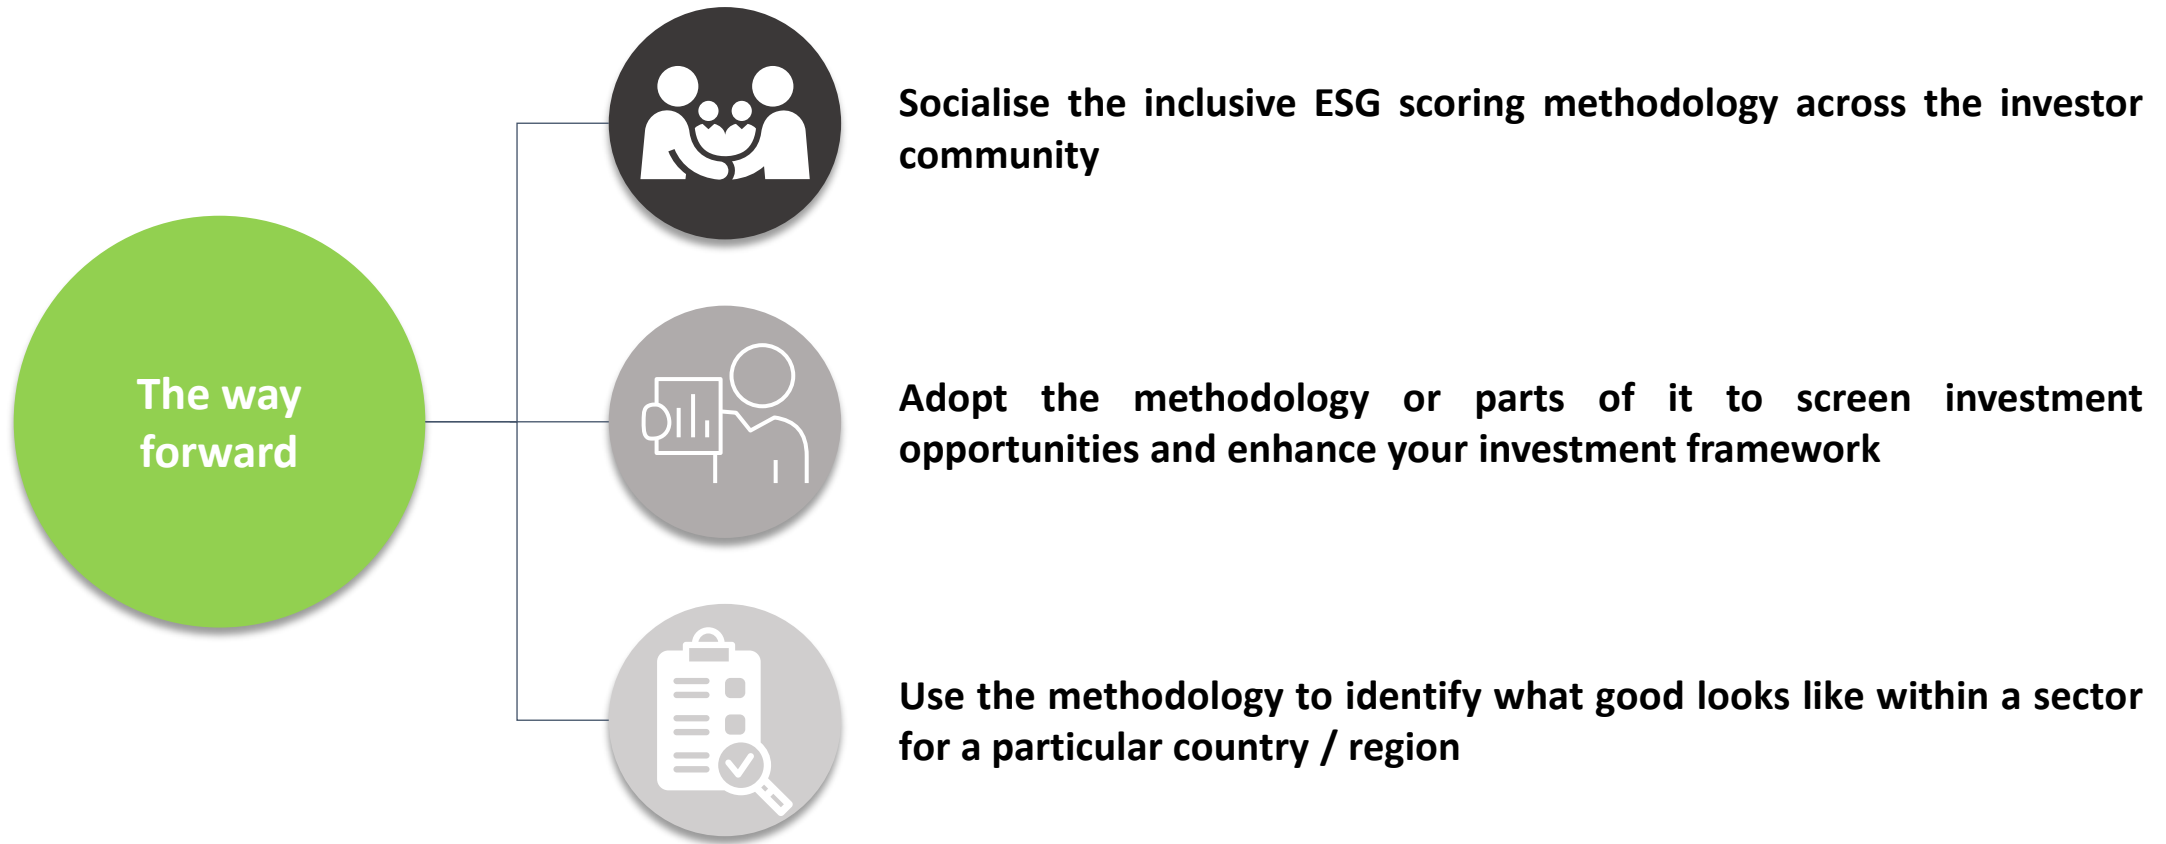 The way
forward
Socialise the inclusive ESG scoring methodology across the investor
community
Adopt the methodology or parts of it to screen investment
opportunities and enhance your investment framework
Use the methodology to identify what good looks like within a sector
for a particular country / region